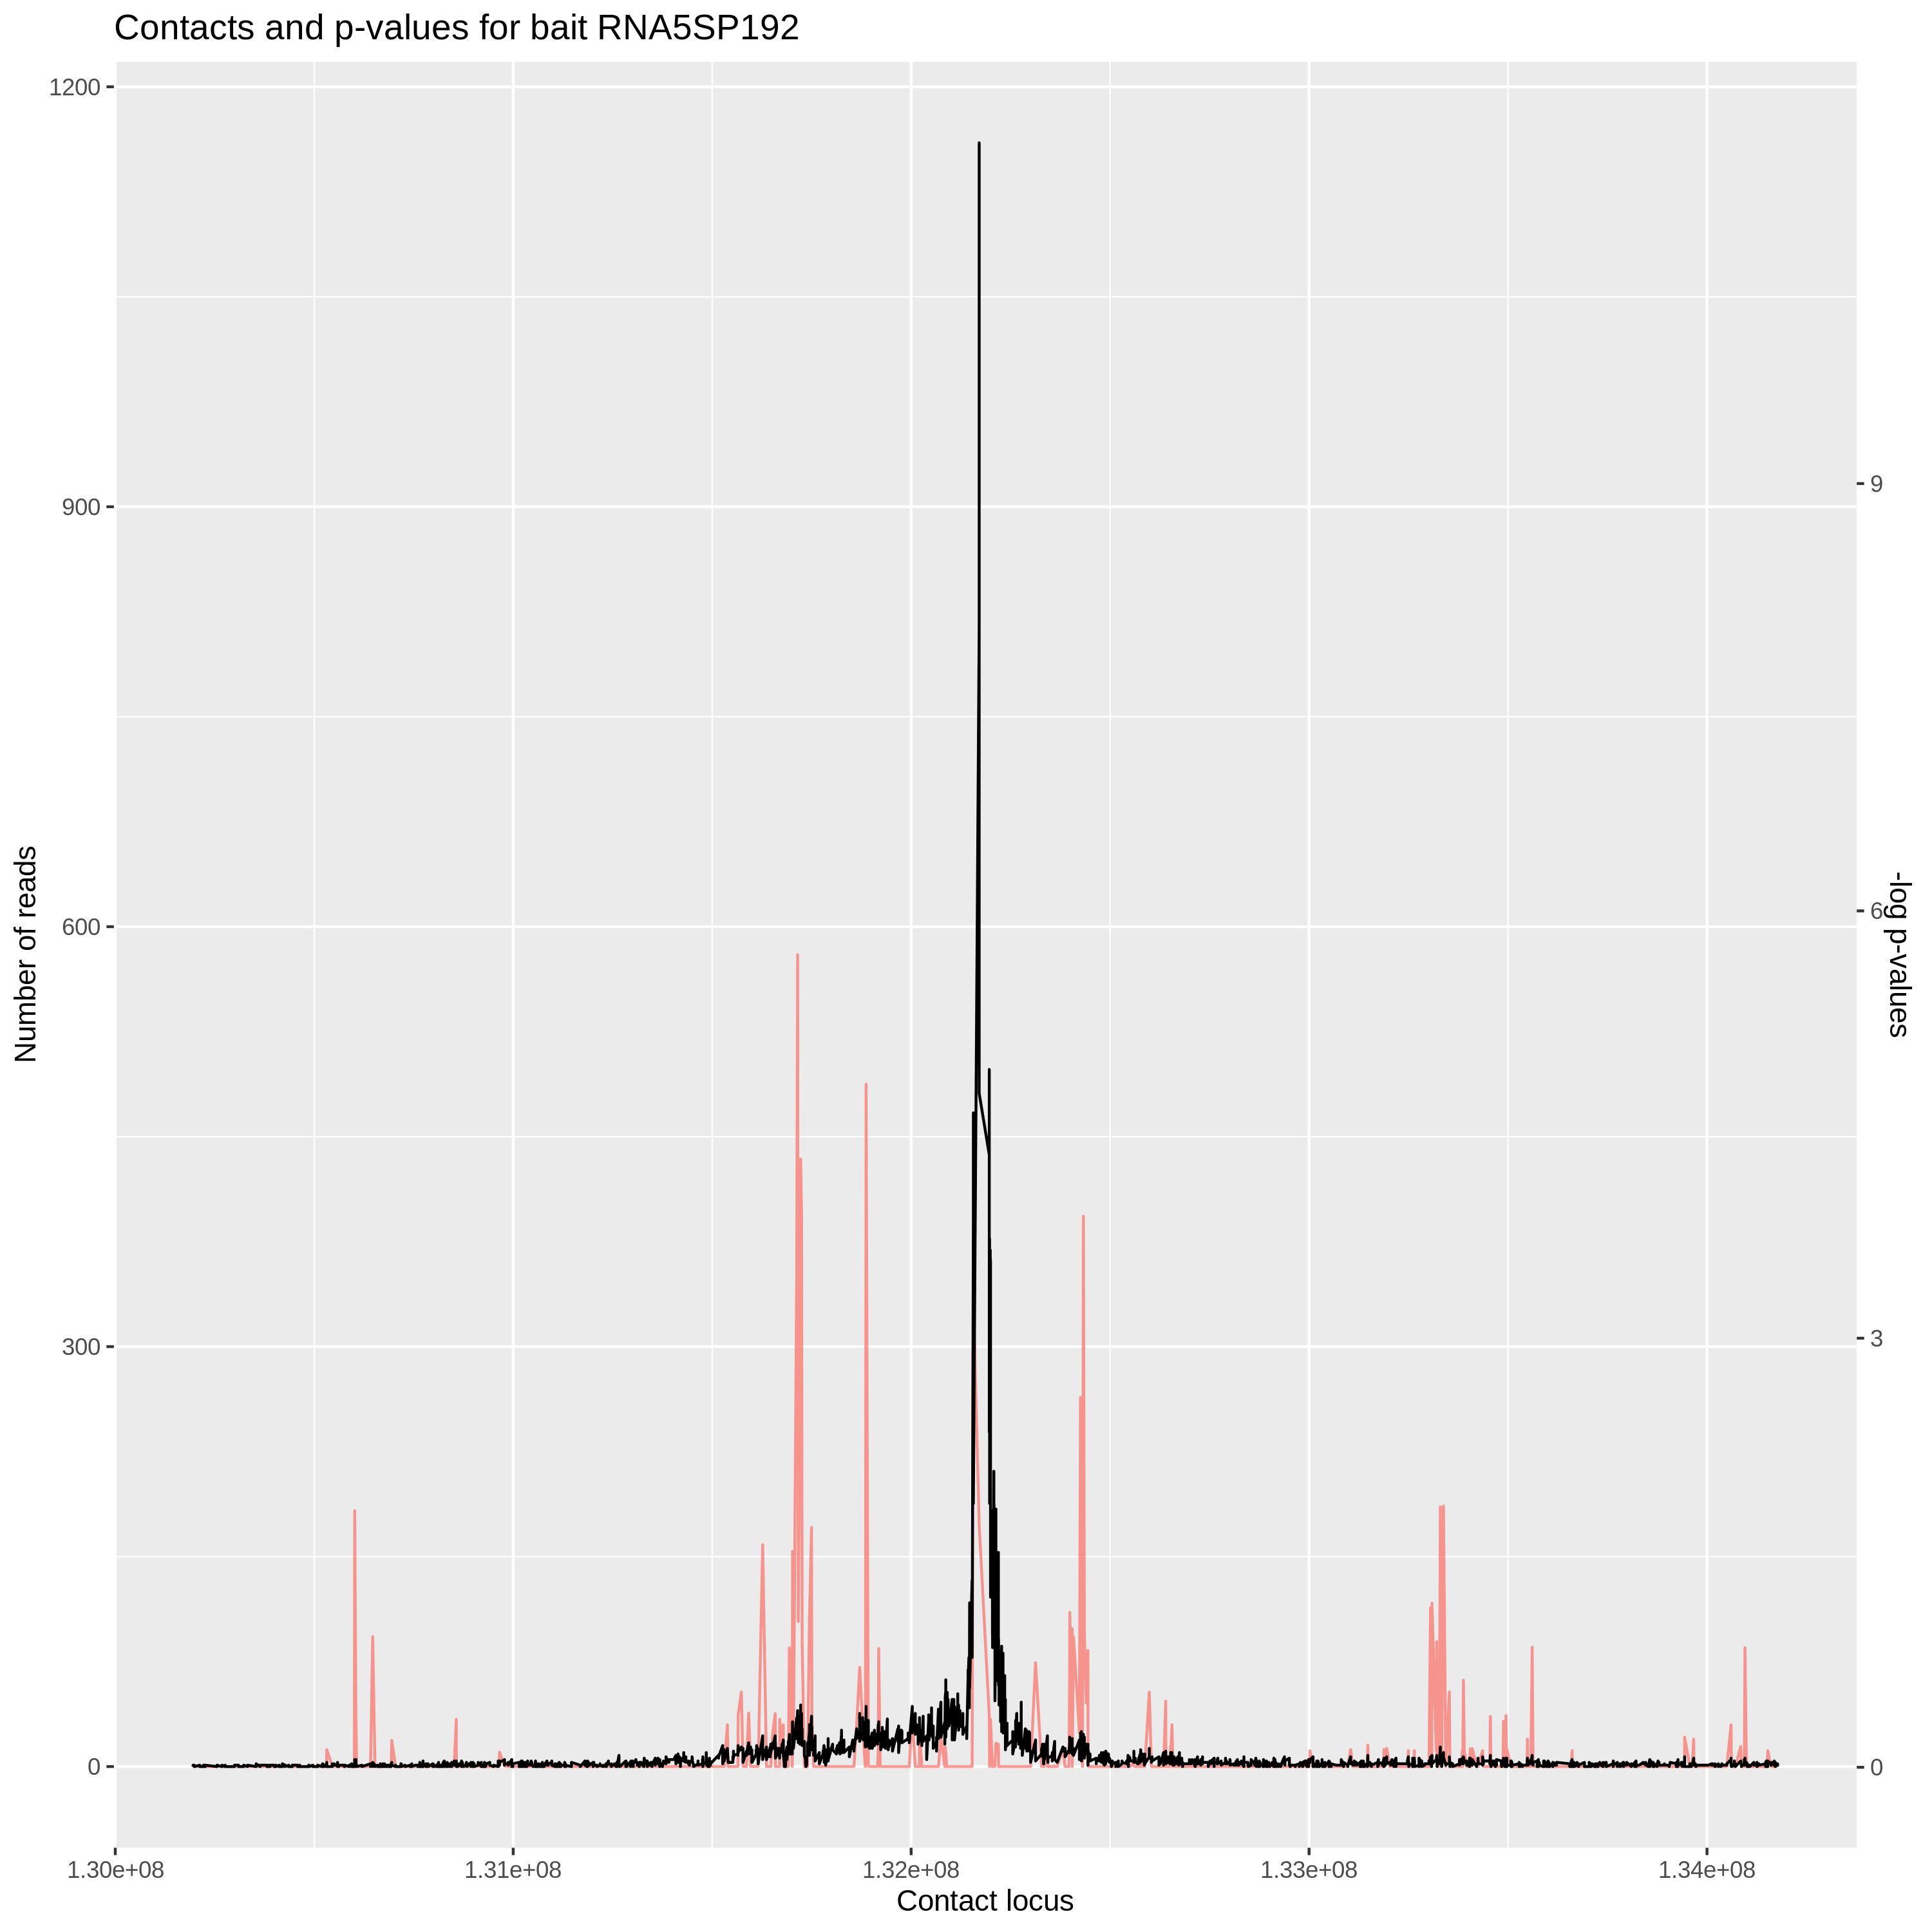 Contacts and p-values for bait RNA5SP192
1200
900
600
300
0
Number of reads
9
6
3
0
-log p-values
1.30e+08
1.31e+08
1.32e+08
1.33e+08
1.34e+08
Contact locus